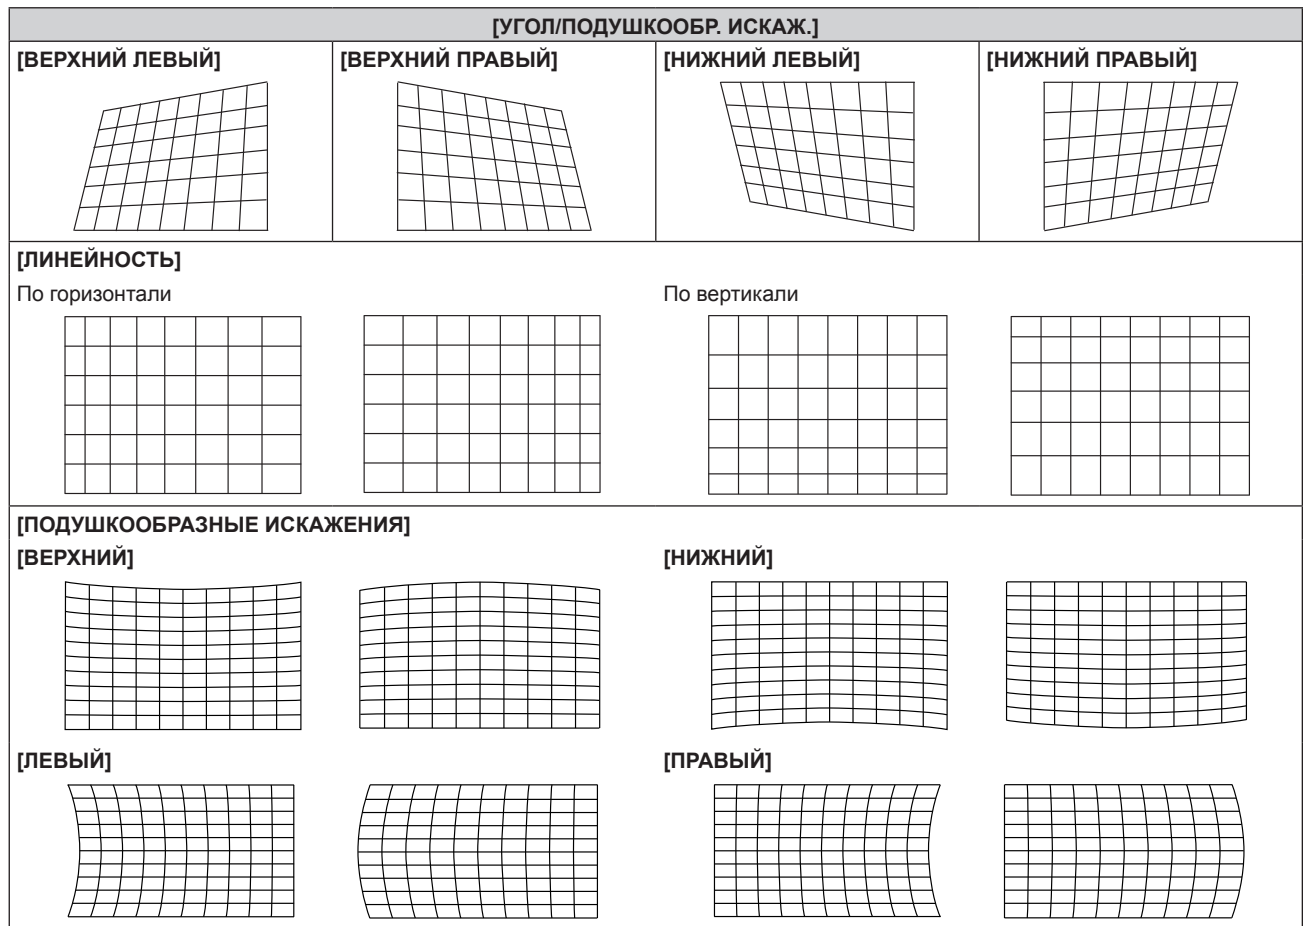 [УГОЛ/ПОДУШКООБР. ИСКАЖ.]
[ВЕРХНИЙ ЛЕВЫЙ] [ВЕРХНИЙ ПРАВЫЙ] [НИЖНИЙ ЛЕВЫЙ] [НИЖНИЙ ПРАВЫЙ]
[ЛИНЕЙНОСТЬ]
По горизонтали По вертикали
[ПОДУШКООБРАЗНЫЕ ИСКАЖЕНИЯ]
[ВЕРХНИЙ] [НИЖНИЙ]
[ЛЕВЫЙ] [ПРАВЫЙ]